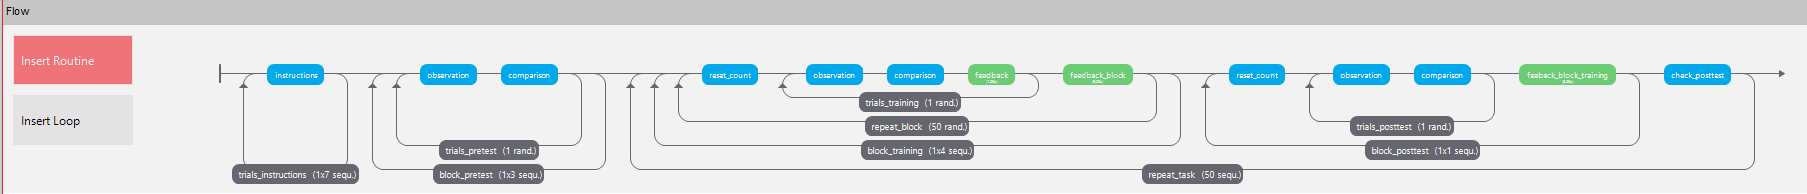 Flow
Insert Routine
Insert Loop
instructions
observation
comparison
reset_count
observation
comparison
feedback
feedback_block
reset_count
observation
comparison
feeback_block_training
check_posttest
trials_training (1 rand.)
repeat_block (50 rand.)
trials_posttest (1 rand.)
trials_pretest (1 rand.)
block_training (1x4 sequ.)
block_posttest (1x1 sequ.)
trials_instructions (1x7 sequ.)
block_pretest (1x3 sequ.)
repeat_task (50 sequ.)